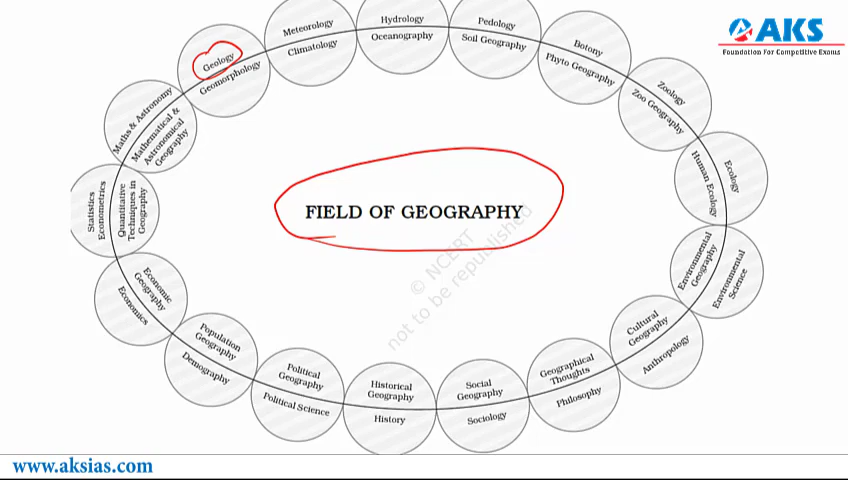 AKS
Foundation For Competitive Exams
Geology
Geomorphology
Meteorology
Climatology
Hydrology
Oceanography
Pedology
Soil Geography
Botony
Phyto Geography
Zoology
Zoo Geography
Ecology
Human Ecology
Environmental
Geography
Environmental
Science
Cultural
Geography
Anthropology
Geographical
Thoughts
Philosophy
Social
Geography
Sociology
Historical
Geography
History
Political
Geography
Political Science
Population
Geography
Demography
Economic
Geography
Economics
Statistics
Econometrics
Quantitative
Techniques in
Geography
Maths & Astronomy
Mathematical &
Astronomical
Geography
FIELD OF GEOGRAPHY
© NCERT
not to be republished
www.aksias.com